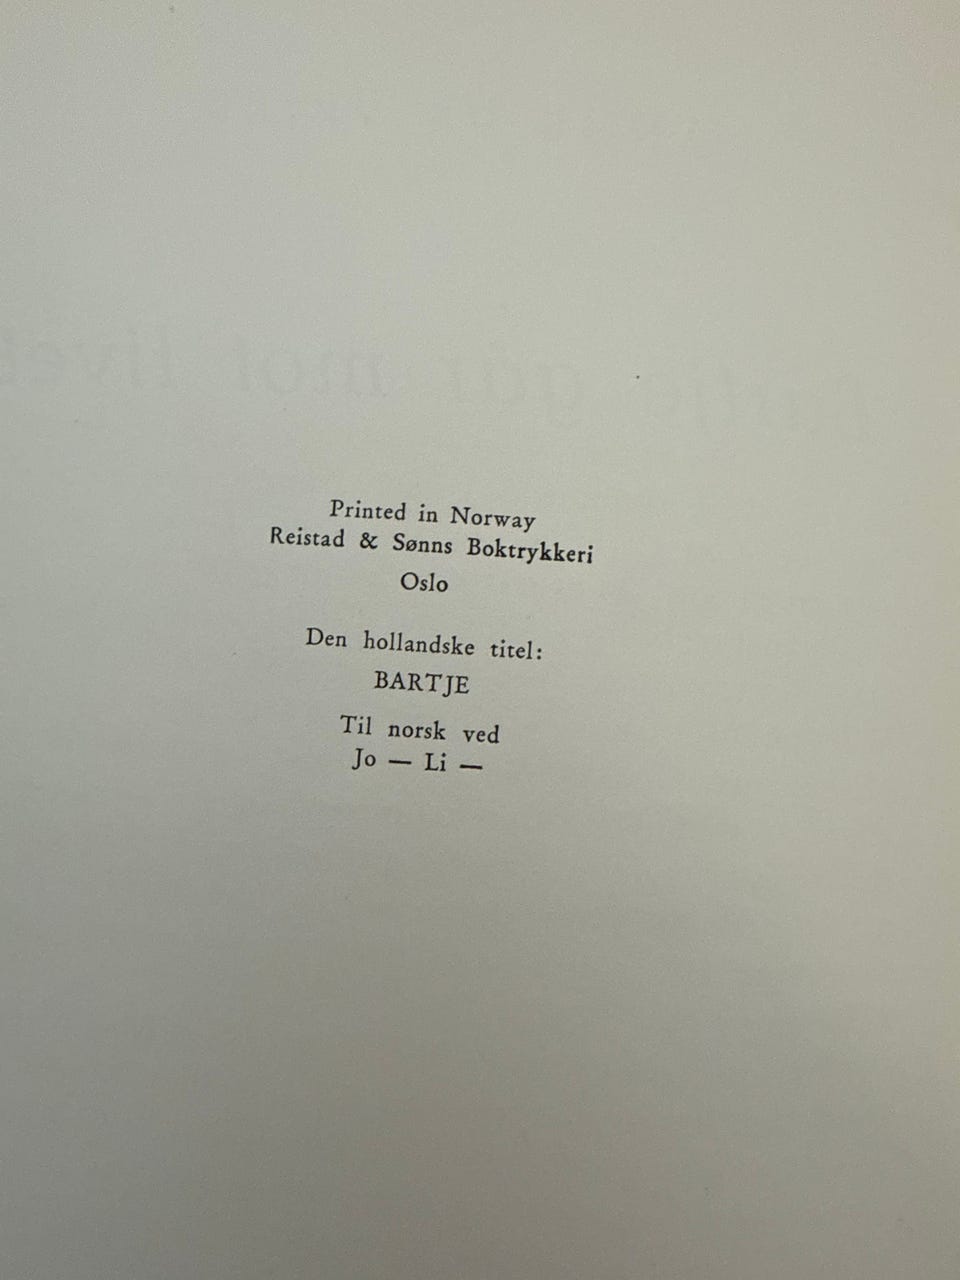 Printed in Norway
Reistad & Sønns Boktrykkeri
Oslo
Den hollandske titel:
BARTJE
Til norsk ved
Jo — Li —